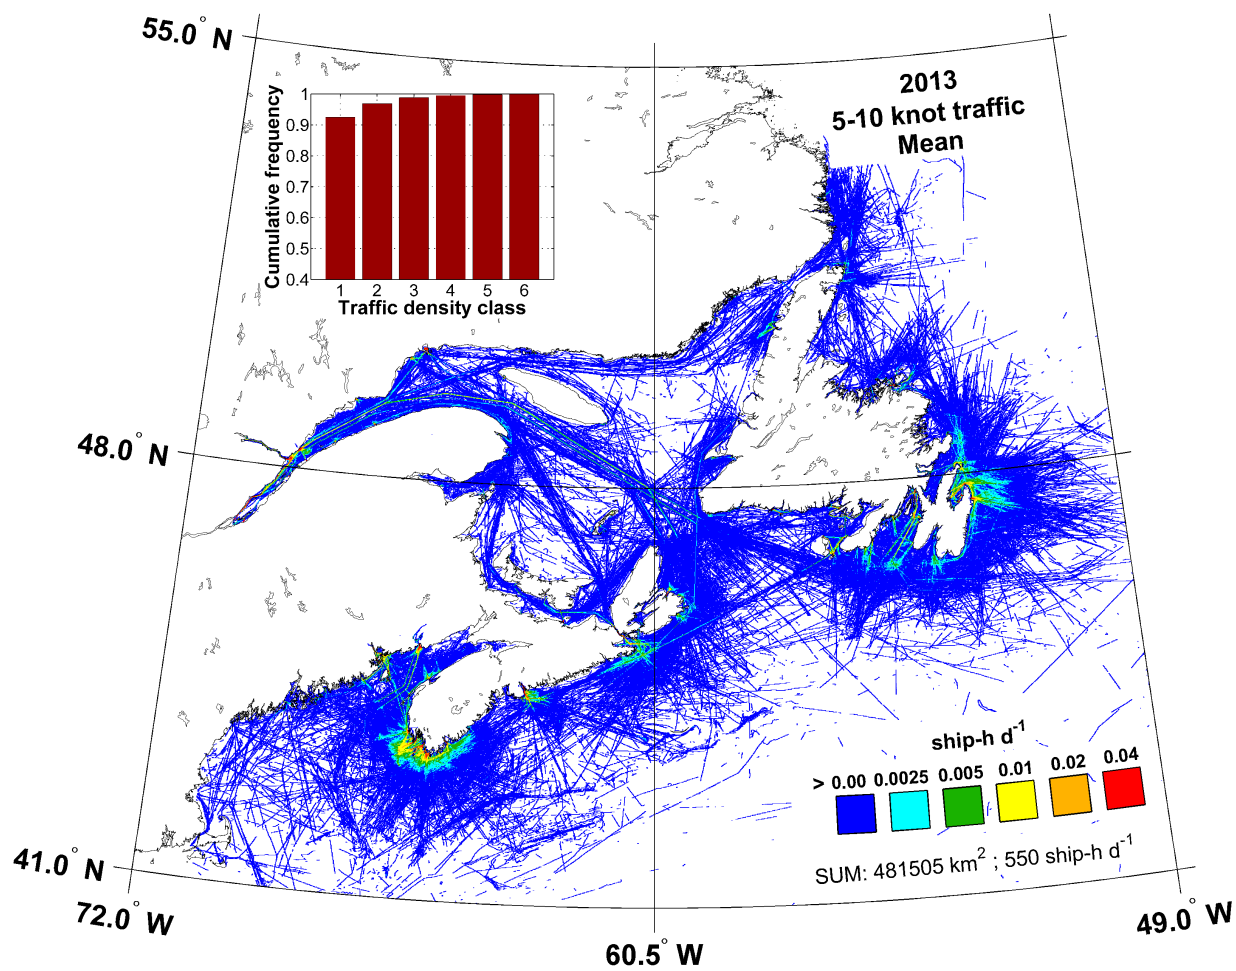 55.0° N
2013
5-10 knot traffic
Mean
Cumulative frequency
1
0.9
0.8
0.7
0.6
0.5
0.4
1 2 3 4 5 6
Traffic density class
48.0° N
ship-h d⁻¹
> 0.00 0.0025 0.005 0.01 0.02 0.04
SUM: 481505 km² ; 550 ship-h d⁻¹
41.0° N
72.0° W
60.5° W
49.0° W